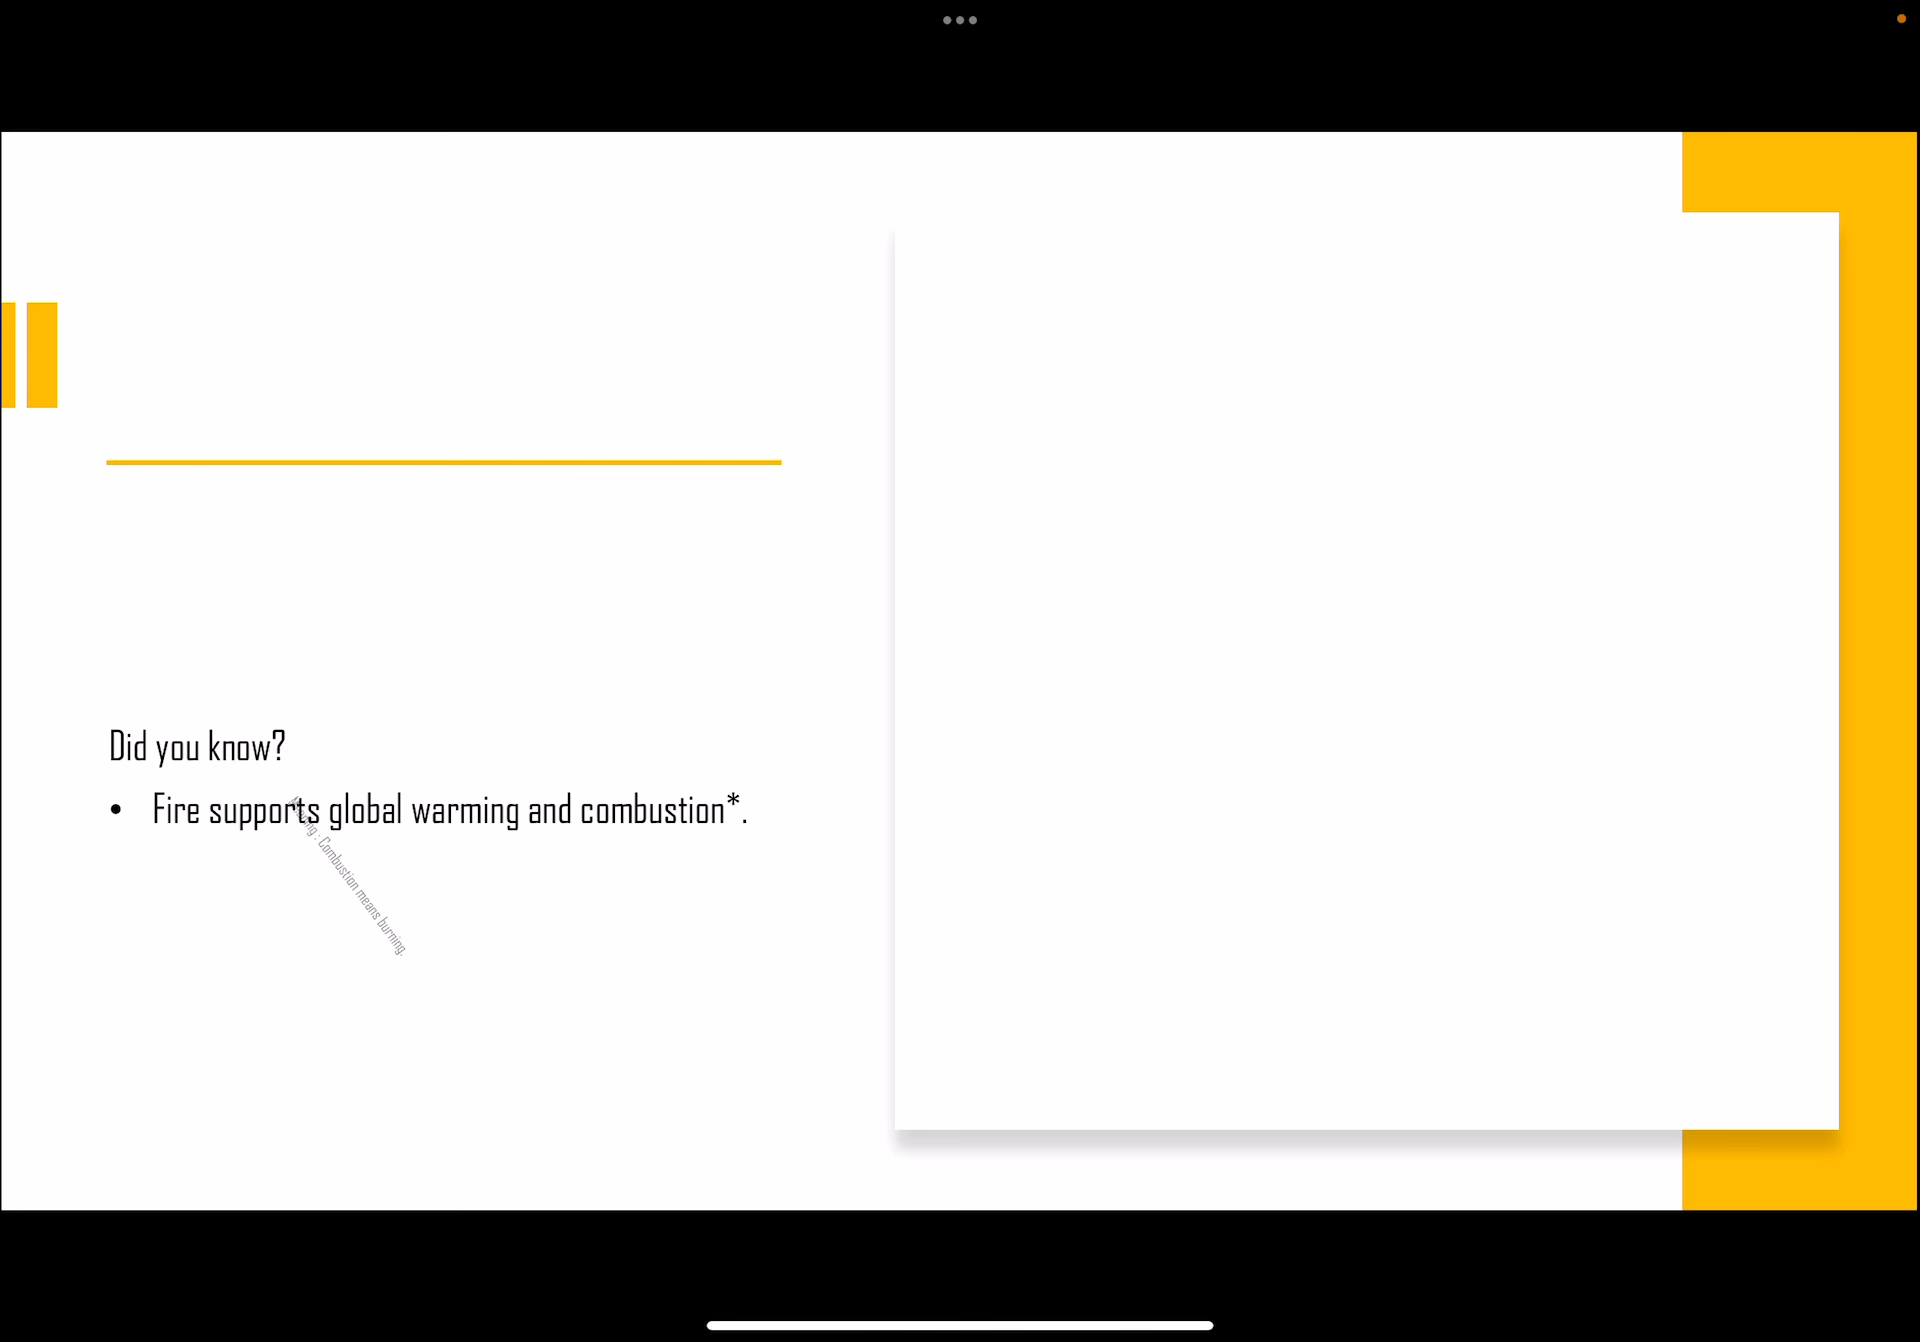 Did you know?
• Fire supports global warming and combustion*.
: Combustion means burning.